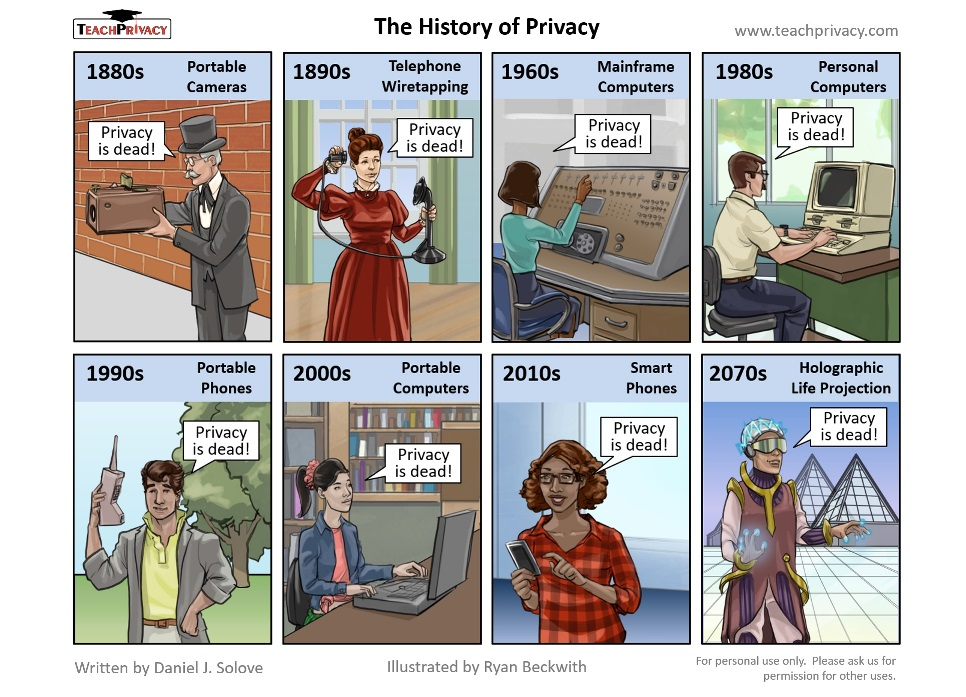 TEACHPRIVACY
The History of Privacy
www.teachprivacy.com
1880s
Portable
Cameras
Privacy
is dead!
1890s
Telephone
Wiretapping
Privacy
is dead!
1960s
Mainframe
Computers
Privacy
is dead!
1980s
Personal
Computers
Privacy
is dead!
1990s
Portable
Phones
Privacy
is dead!
2000s
Portable
Computers
Privacy
is dead!
2010s
Smart
Phones
Privacy
is dead!
2070s
Holographic
Life Projection
Privacy
is dead!
Written by Daniel J. Solove
Illustrated by Ryan Beckwith
For personal use only.  Please ask us for
permission for other uses.